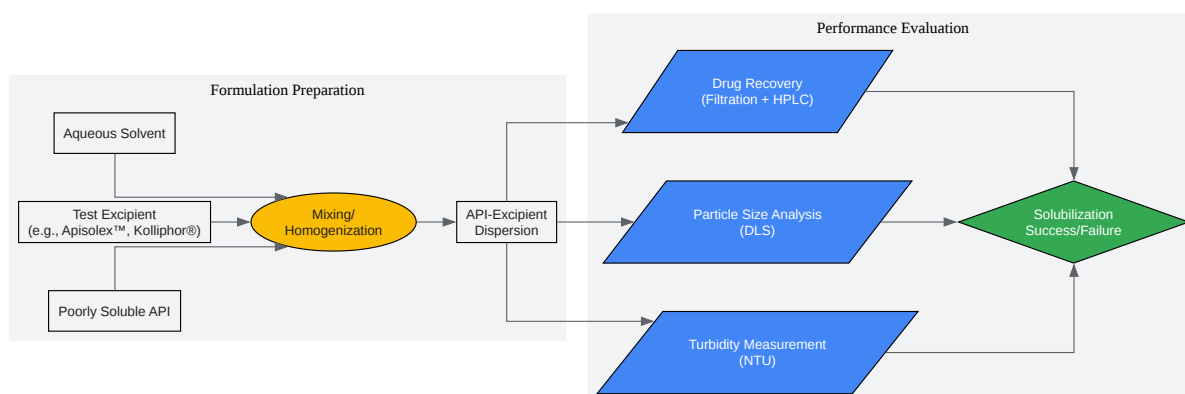 Formulation Preparation
Aqueous Solvent
Test Excipient
(e.g., Apisolex™, Kolliphor®)
Poorly Soluble API
Mixing/
Homogenization
API-Excipient
Dispersion
Performance Evaluation
Drug Recovery
(Filtration + HPLC)
Particle Size Analysis
(DLS)
Turbidity Measurement
(NTU)
Solubilization
Success/Failure